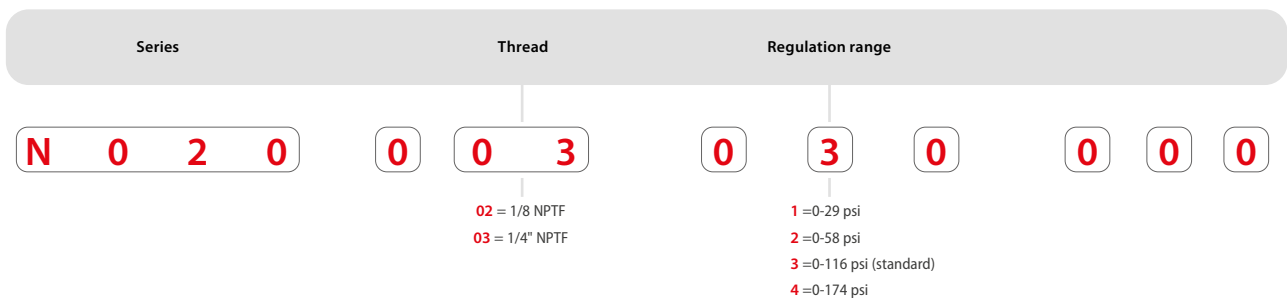 Series Thread Regulation range
N 0 2 0 0 0 3 0 3 0 0 0 0
02 = 1/8 NPTF
03 = 1/4" NPTF
1 =0-29 psi
2 =0-58 psi
3 =0-116 psi (standard)
4 =0-174 psi